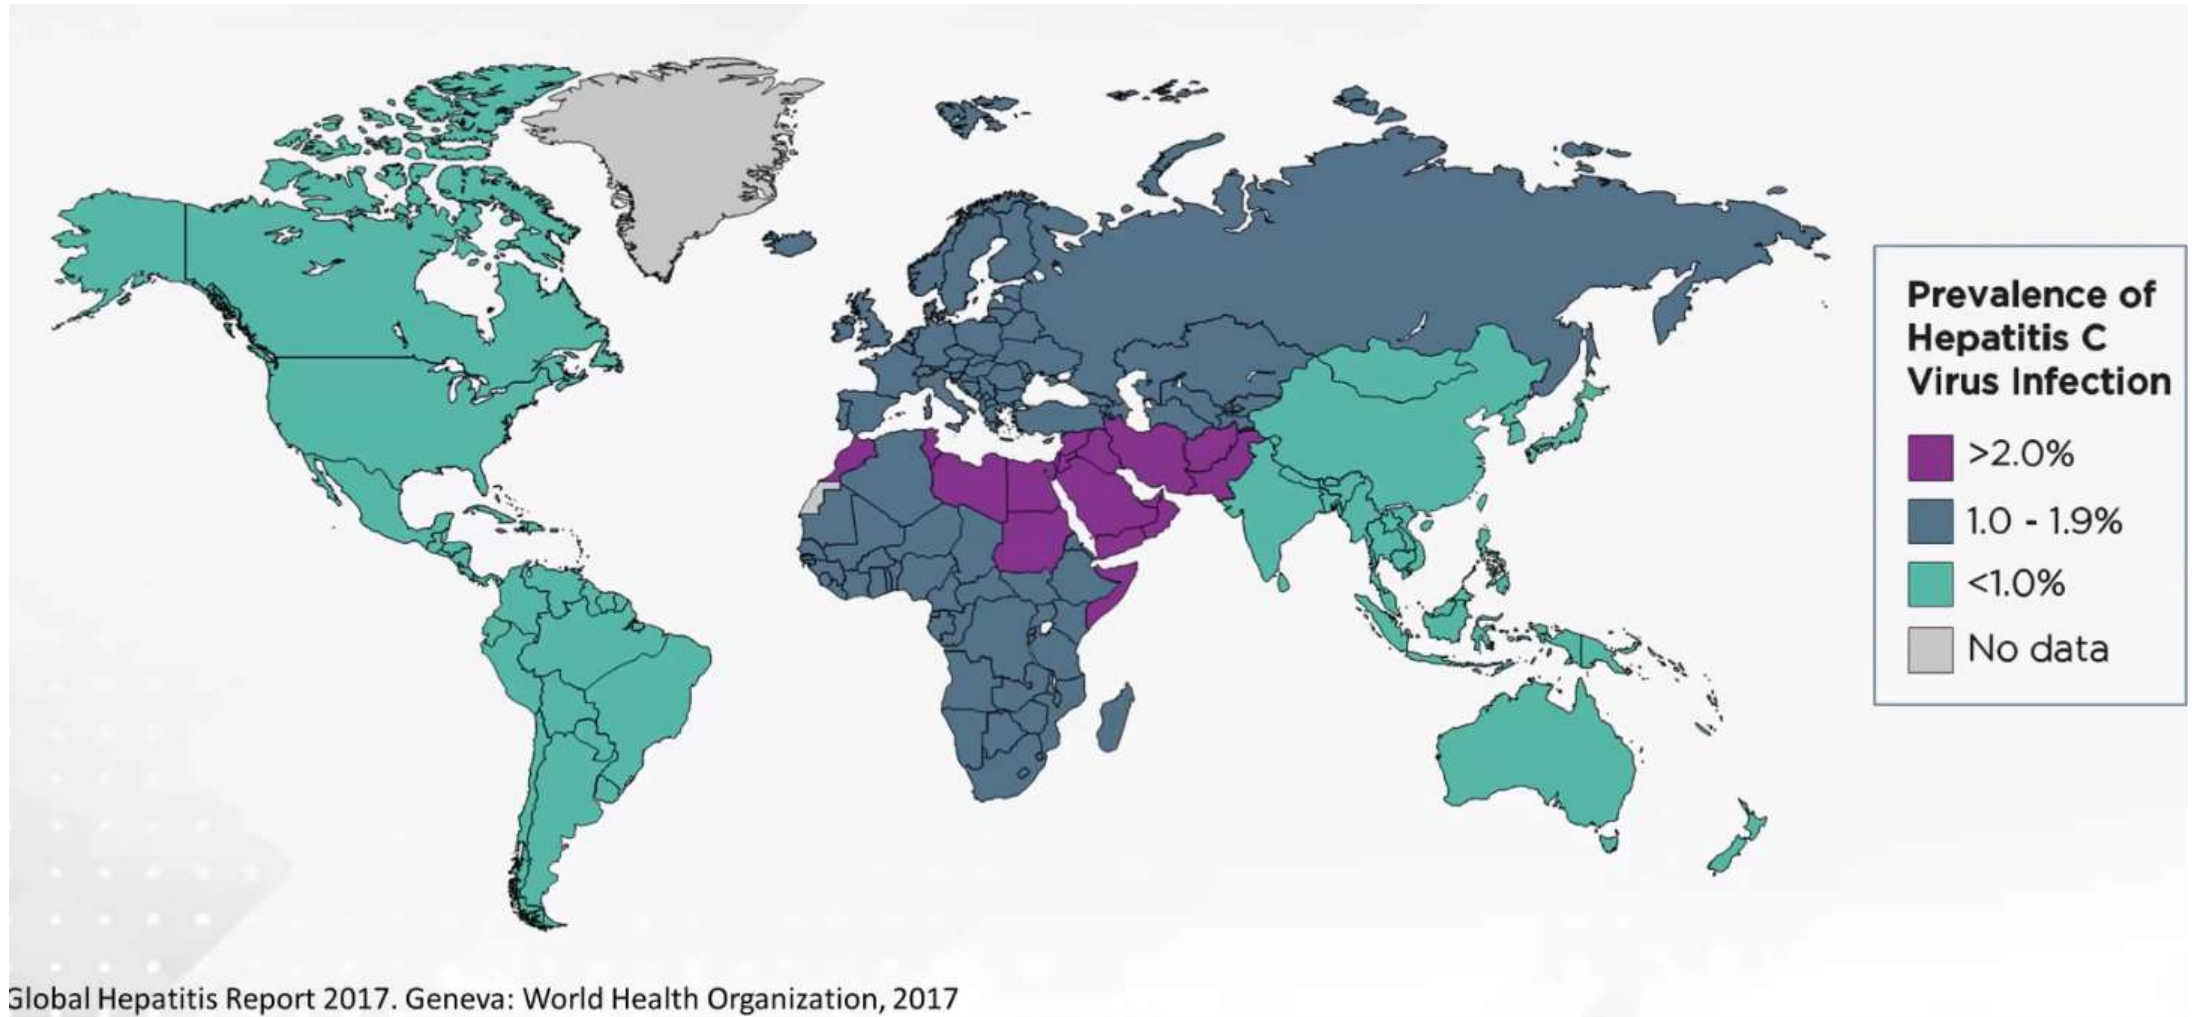 Prevalence of
Hepatitis C
Virus Infection
>2.0%
1.0 - 1.9%
<1.0%
No data
Global Hepatitis Report 2017. Geneva: World Health Organization, 2017